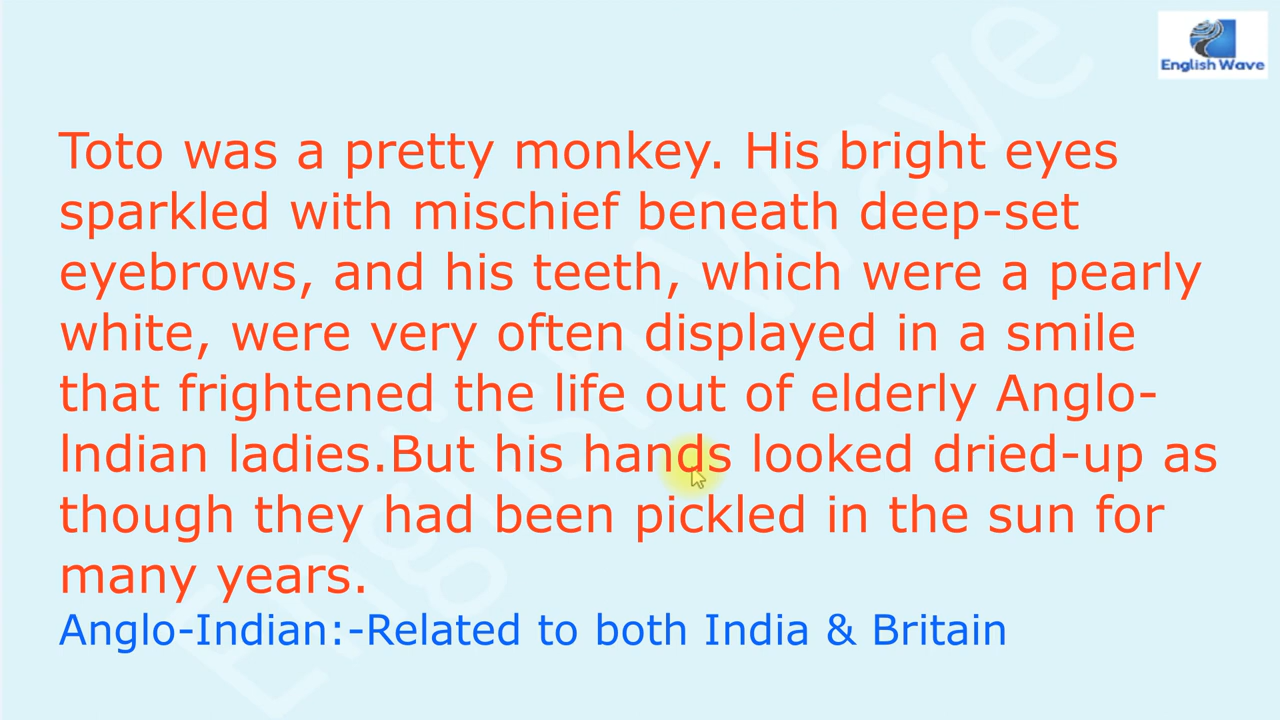 English Wave
Toto was a pretty monkey. His bright eyes
sparkled with mischief beneath deep-set
eyebrows, and his teeth, which were a pearly
white, were very often displayed in a smile
that frightened the life out of elderly Anglo-
lndian ladies.But his hands looked dried-up as
though they had been pickled in the sun for
many years.
Anglo-Indian:-Related to both India & Britain
English Wave